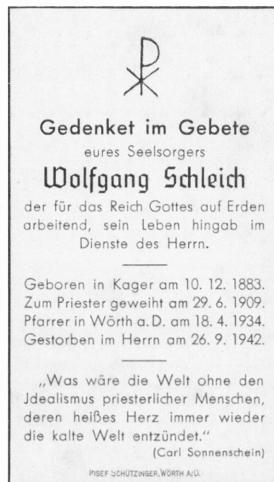 Gedenket im Gebete
eures Seelsorgers
Wolfgang Schleich
der für das Reich Gottes auf Erden
arbeitend, sein Leben hingab im
Dienste des Herrn.
Geboren in Kager am 10. 12. 1883.
Zum Priester geweiht am 29. 6. 1909.
Pfarrer in Wörth a. D. am 18. 4. 1934.
Gestorben im Herrn am 26. 9. 1942.
„Was wäre die Welt ohne den
Jdealismus priesterlicher Menschen,
deren heißes Herz immer wieder
die kalte Welt entzündet."
(Carl Sonnenschein)
SCHÜTZINGER, WÖRTH A/D.